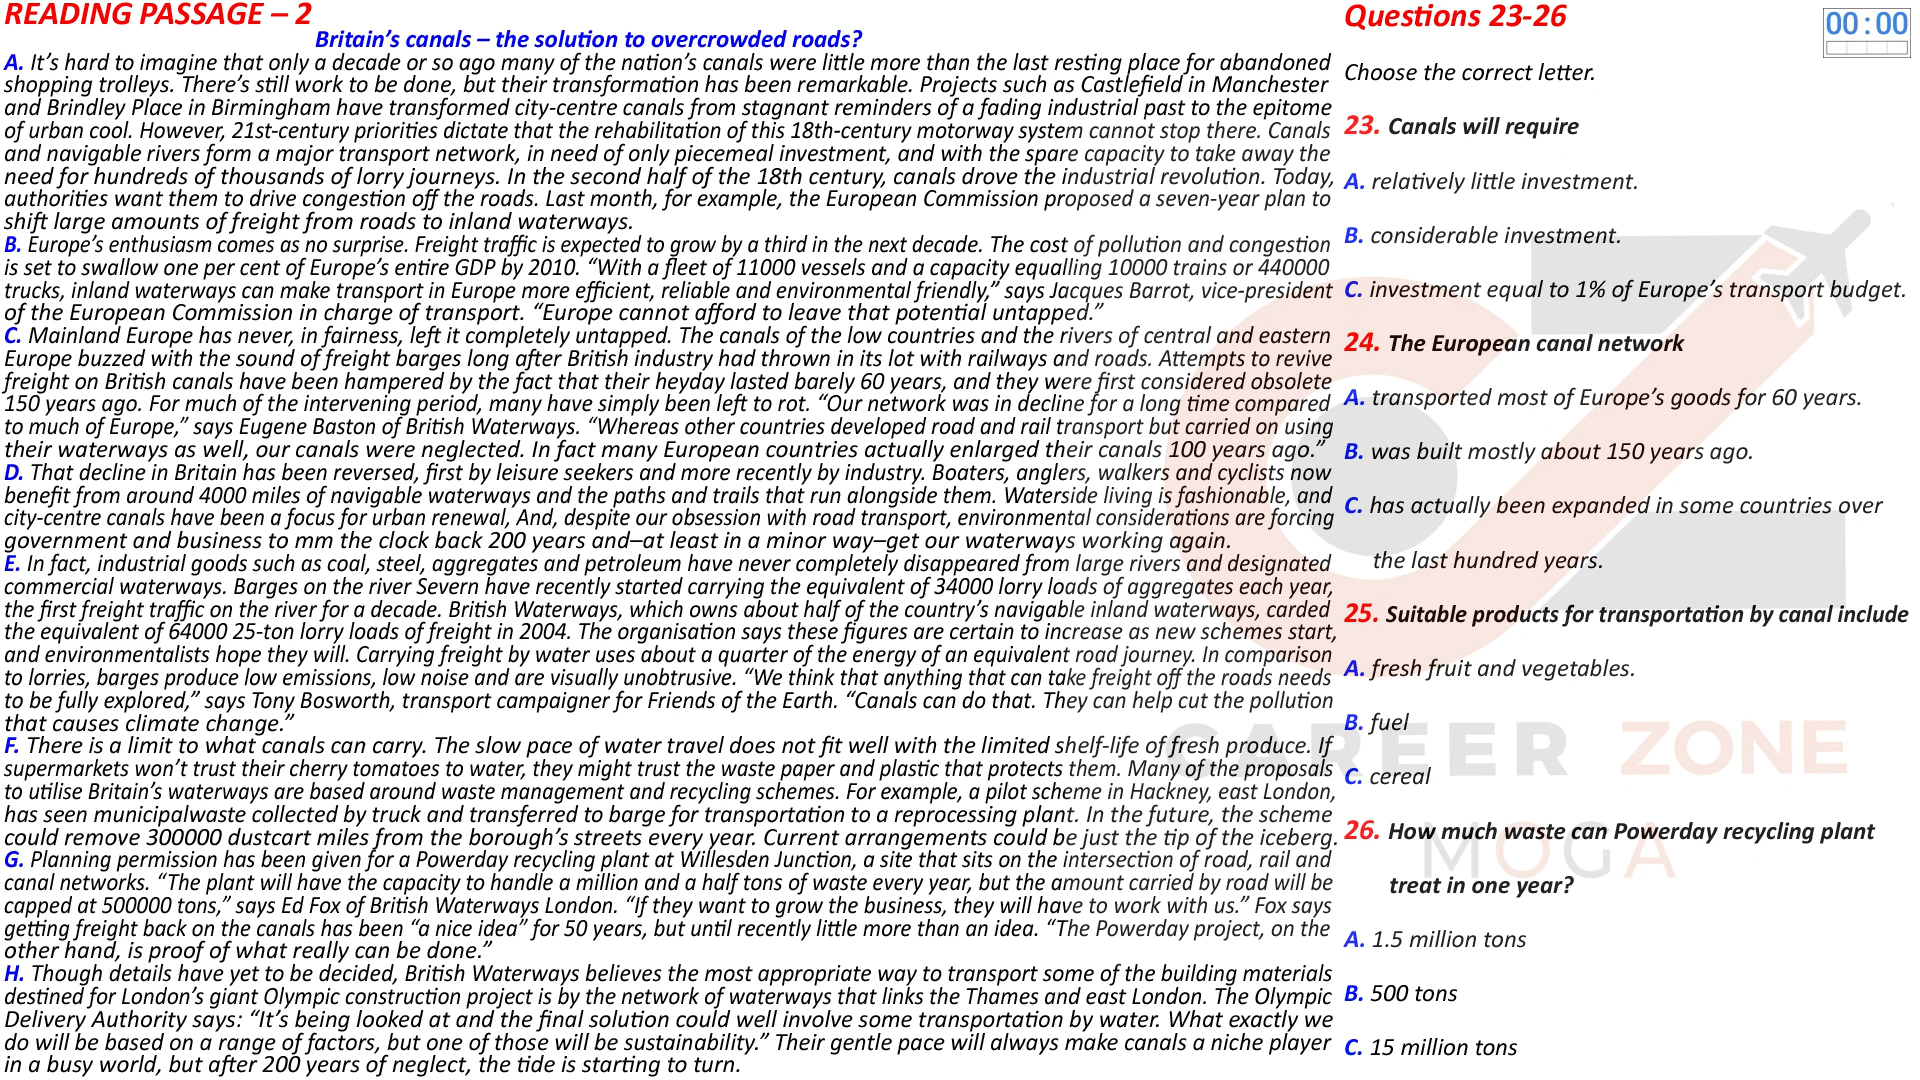 READING PASSAGE – 2
Britain's canals – the solution to overcrowded roads?
A. It's hard to imagine that only a decade or so ago many of the nation's canals were little more than the last resting place for abandoned
shopping trolleys. There's still work to be done, but their transformation has been remarkable. Projects such as Castlefield in Manchester
and Brindley Place in Birmingham have transformed city-centre canals from stagnant reminders of a fading industrial past to the epitome
of urban cool. However, 21st-century priorities dictate that the rehabilitation of this 18th-century motorway system cannot stop there. Canals
and navigable rivers form a major transport network, in need of only piecemeal investment, and with the spare capacity to take away the
need for hundreds of thousands of lorry journeys. In the second half of the 18th century, canals drove the industrial revolution. Today,
authorities want them to drive congestion off the roads. Last month, for example, the European Commission proposed a seven-year plan to
shift large amounts of freight from roads to inland waterways.
B. Europe's enthusiasm comes as no surprise. Freight traffic is expected to grow by a third in the next decade. The cost of pollution and congestion
is set to swallow one per cent of Europe's entire GDP by 2010. “With a fleet of 11000 vessels and a capacity equalling 10000 trains or 440000
trucks, inland waterways can make transport in Europe more efficient, reliable and environmental friendly,” says Jacques Barrot, vice-president
of the European Commission in charge of transport. “Europe cannot afford to leave that potential untapped.”
C. Mainland Europe has never, in fairness, left it completely untapped. The canals of the low countries and the rivers of central and eastern
Europe buzzed with the sound of freight barges long after British industry had thrown in its lot with railways and roads. Attempts to revive
freight on British canals have been hampered by the fact that their heyday lasted barely 60 years, and they were first considered obsolete
150 years ago. For much of the intervening period, many have simply been left to rot. “Our network was in decline for a long time compared
to much of Europe,” says Eugene Baston of British Waterways. “Whereas other countries developed road and rail transport but carried on using
their waterways as well, our canals were neglected. In fact many European countries actually enlarged their canals 100 years ago.”
D. That decline in Britain has been reversed, first by leisure seekers and more recently by industry. Boaters, anglers, walkers and cyclists now
benefit from around 4000 miles of navigable waterways and the paths and trails that run alongside them. Waterside living is fashionable, and
city-centre canals have been a focus for urban renewal, And, despite our obsession with road transport, environmental considerations are forcing
government and business to mm the clock back 200 years and–at least in a minor way–get our waterways working again.
E. In fact, industrial goods such as coal, steel, aggregates and petroleum have never completely disappeared from large rivers and designated
commercial waterways. Barges on the river Severn have recently started carrying the equivalent of 34000 lorry loads of aggregates each year,
the first freight traffic on the river for a decade. British Waterways, which owns about half of the country's navigable inland waterways, carded
the equivalent of 64000 25-ton lorry loads of freight in 2004. The organisation says these figures are certain to increase as new schemes start,
and environmentalists hope they will. Carrying freight by water uses about a quarter of the energy of an equivalent road journey. In comparison
to lorries, barges produce low emissions, low noise and are visually unobtrusive. “We think that anything that can take freight off the roads needs
to be fully explored,” says Tony Bosworth, transport campaigner for Friends of the Earth. “Canals can do that. They can help cut the pollution
that causes climate change.”
F. There is a limit to what canals can carry. The slow pace of water travel does not fit well with the limited shelf-life of fresh produce. If
supermarkets won't trust their cherry tomatoes to water, they might trust the waste paper and plastic that protects them. Many of the proposals
to utilise Britain's waterways are based around waste management and recycling schemes. For example, a pilot scheme in Hackney, east London,
has seen municipalwaste collected by truck and transferred to barge for transportation to a reprocessing plant. In the future, the scheme
could remove 300000 dustcart miles from the borough's streets every year. Current arrangements could be just the tip of the iceberg.
G. Planning permission has been given for a Powerday recycling plant at Willesden Junction, a site that sits on the intersection of road, rail and
canal networks. “The plant will have the capacity to handle a million and a half tons of waste every year, but the amount carried by road will be
capped at 500000 tons,” says Ed Fox of British Waterways London. “If they want to grow the business, they will have to work with us.” Fox says
getting freight back on the canals has been “a nice idea” for 50 years, but until recently little more than an idea. “The Powerday project, on the
other hand, is proof of what really can be done.”
H. Though details have yet to be decided, British Waterways believes the most appropriate way to transport some of the building materials
destined for London's giant Olympic construction project is by the network of waterways that links the Thames and east London. The Olympic
Delivery Authority says: “It's being looked at and the final solution could well involve some transportation by water. What exactly we
do will be based on a range of factors, but one of those will be sustainability.” Their gentle pace will always make canals a niche player
in a busy world, but after 200 years of neglect, the tide is starting to turn.
Questions 23-26
00:00
Choose the correct letter.
23. Canals will require
A. relatively little investment.
B. considerable investment.
C. investment equal to 1% of Europe's transport budget.
24. The European canal network
A. transported most of Europe's goods for 60 years.
B. was built mostly about 150 years ago.
C. has actually been expanded in some countries over
the last hundred years.
25. Suitable products for transportation by canal include
A. fresh fruit and vegetables.
B. fuel
C. cereal
26. How much waste can Powerday recycling plant
treat in one year?
A. 1.5 million tons
B. 500 tons
C. 15 million tons
CAREER ZONE
MOGA